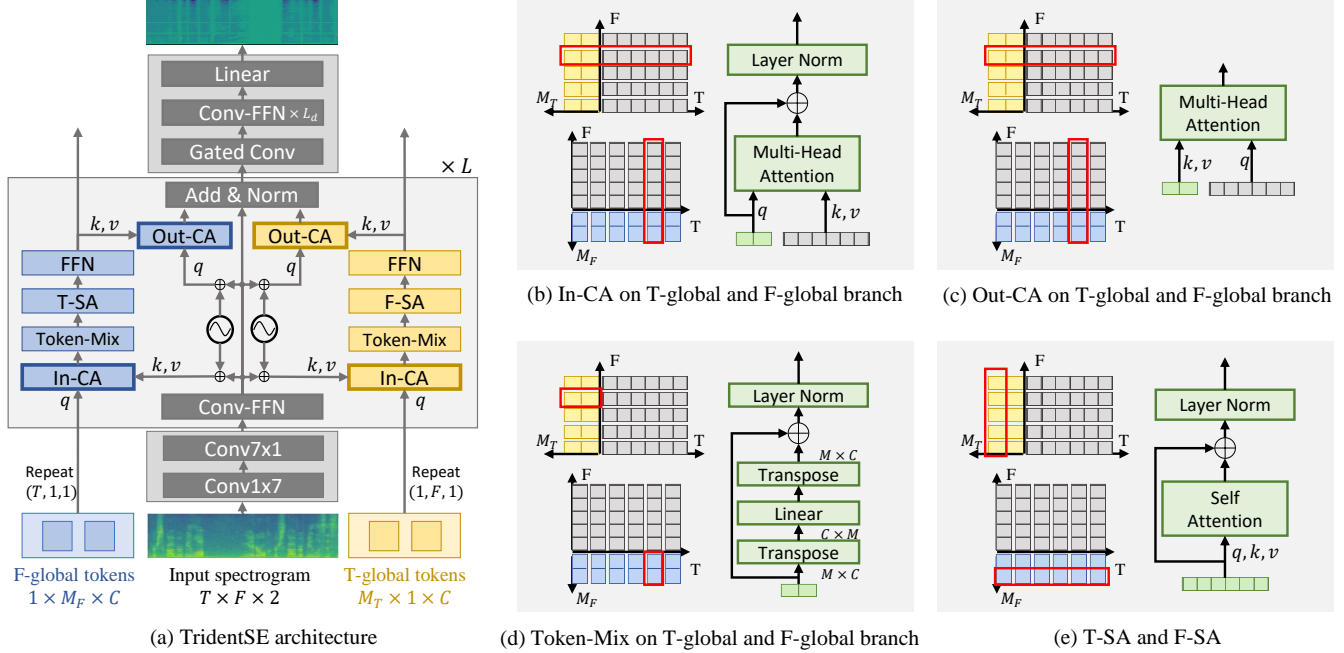 Linear
Conv-FFN × L_d
Gated Conv
× L
Add & Norm
k, v
k, v
Out-CA
Out-CA
FFN
q
q
FFN
T-SA
F-SA
Token-Mix
Token-Mix
k, v
k, v
In-CA
In-CA
q
q
Conv-FFN
Conv7x1
Conv1x7
Repeat
(T, 1,1)
Repeat
(1, F, 1)
F-global tokens
1 × M_F × C
Input spectrogram
T × F × 2
T-global tokens
M_T × 1 × C
(a) TridentSE architecture
F
M_T
T
F
T
M_F
Layer Norm
Multi-Head
Attention
q
k, v
(b) In-CA on T-global and F-global branch
F
M_T
T
F
T
M_F
Multi-Head
Attention
k, v
q
(c) Out-CA on T-global and F-global branch
F
M_T
T
F
T
M_F
Layer Norm
M × C
Transpose
Linear
C × M
Transpose
M × C
(d) Token-Mix on T-global and F-global branch
F
M_T
T
F
T
M_F
Layer Norm
Self
Attention
q, k, v
(e) T-SA and F-SA